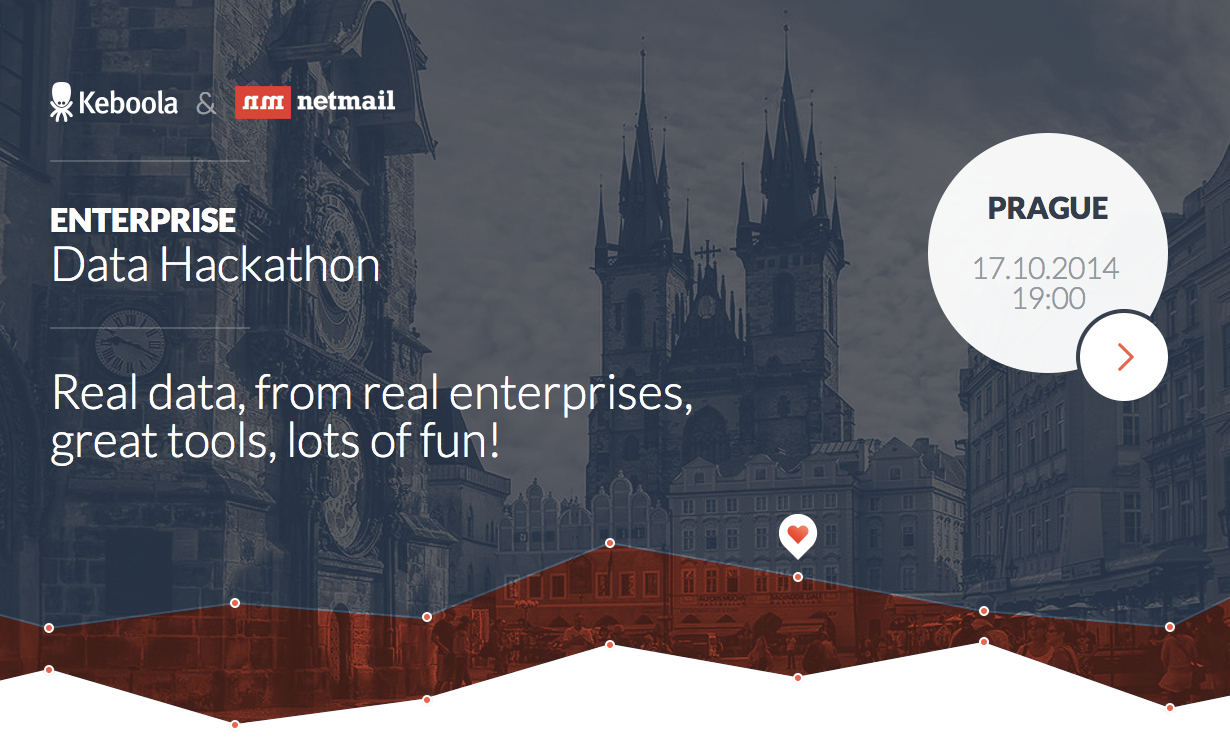 Keboola & nm netmail
ENTERPRISE
Data Hackathon
Real data, from real enterprises,
great tools, lots of fun!
PRAGUE
17.10.2014
19:00